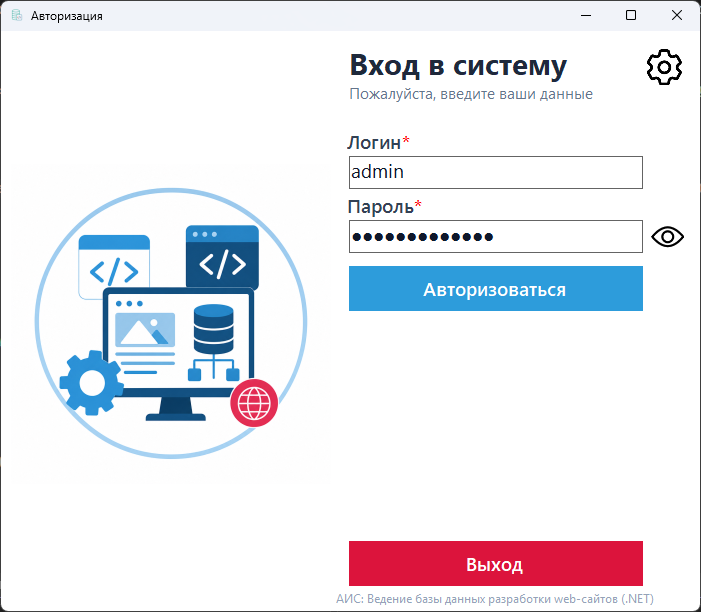 Авторизация
Вход в систему
Пожалуйста, введите ваши данные
Логин*
admin
Пароль*
●●●●●●●●●●●●●
Авторизоваться
Выход
АИС: Ведение базы данных разработки web-сайтов (.NET)